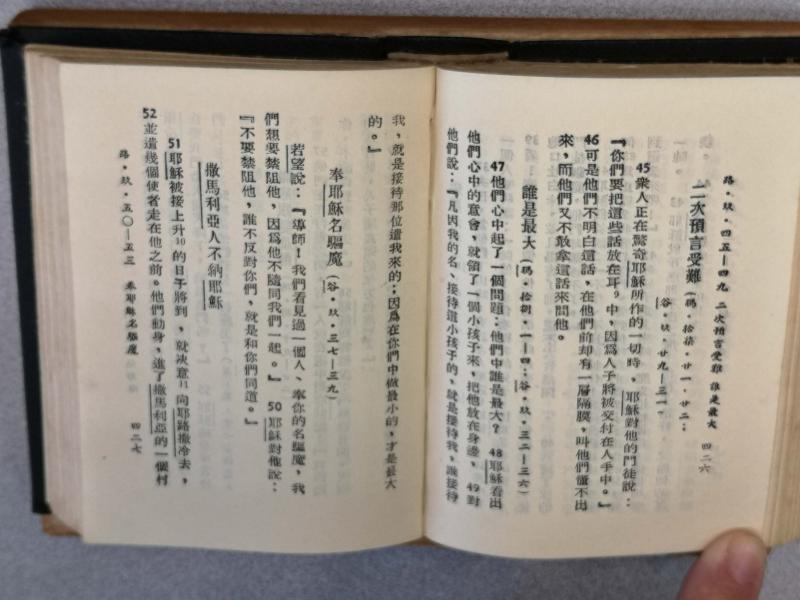 路・玖・四五—四九　二次預言受難　誰是最大　四二六
二次預言受難（瑪・拾柒・廿一・廿二；
谷・玖・廿九—三一）
45衆人正在驚奇耶穌所作的一切時，耶穌對他的門徒說：
『你們要把這些話放在耳9.中，因爲人子將被交付在人手中。』
46可是他們不明白這話，在他們前却有一層隔膜，叫他們懂不出
來，而他們又不敢拿這話來問他。
誰是最大（瑪・拾捌・一—四；谷・玖・三二—三六）
47他們心中起了一個問題：他們中誰是最大？　48耶穌看出
他們心中的意會，就領了一個小孩子來，把他放在身邊，49對
他們說：『凡因我的名、接待這小孩子的，就是接待我，誰接待
我，就是接待那位遣我來的；因爲在你們中做最小的，才是最大
的。』
奉耶穌名驅魔（谷・玖・三七—三九）
若望說：『導師！我們看見過一個人、奉你的名驅魔，我
們想要禁阻他，因爲他不隨同我們一起。』　50耶穌對他說：
『不要禁阻他，誰不反對你們，就是和你們同道。』
撒馬利亞人不納耶穌
51耶穌被接上升10的日子將到，就决意11向耶路撒冷去，
52並遣幾個使者走在他之前。他們動身，進了撒馬利亞的一個村
路・玖・五〇—五三　奉耶穌名驅魔　四二七